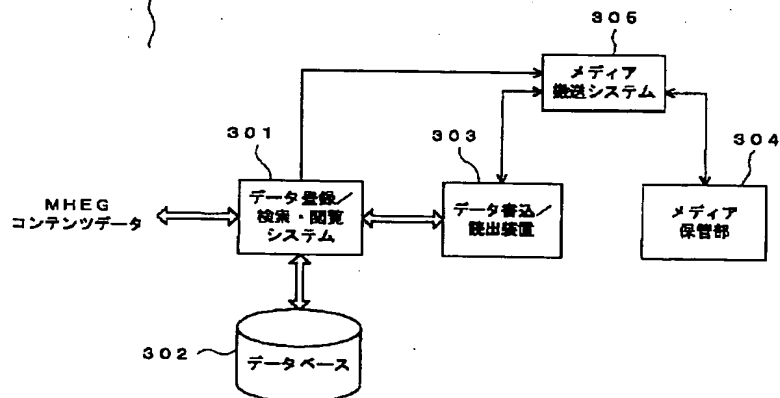 305
メディア
搬送システム
301
303
304
MHEG
コンテンツデータ
データ登録/
検索・閲覧
システム
データ書込/
読出装置
メディア
保管部
302
データベース